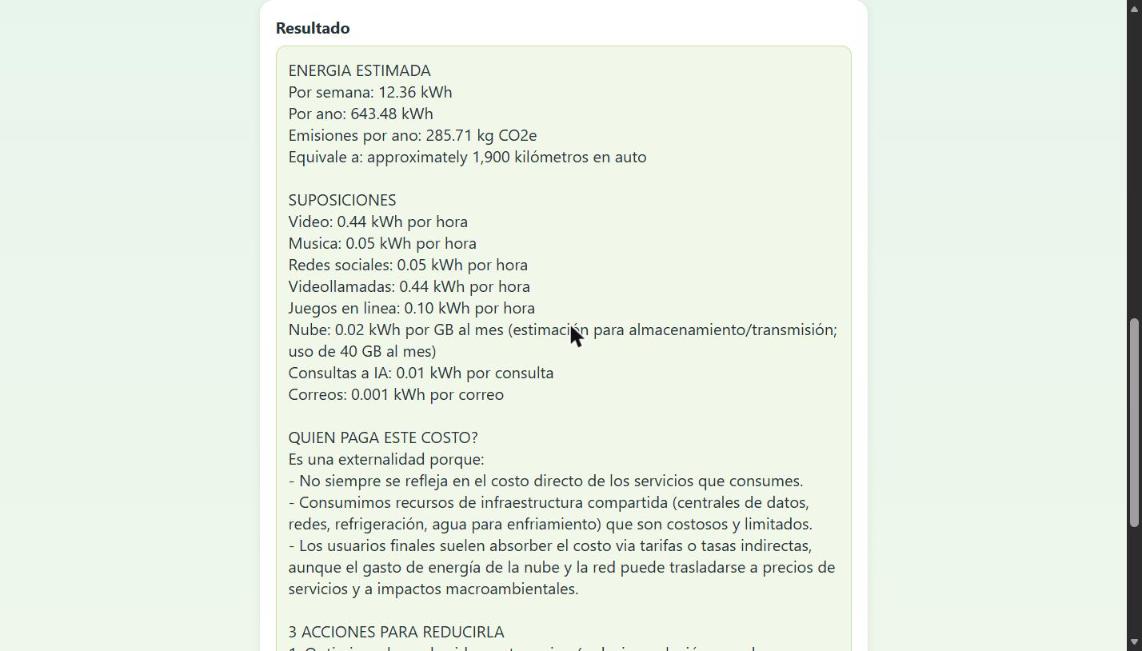 Resultado
ENERGIA ESTIMADA
Por semana: 12.36 kWh
Por ano: 643.48 kWh
Emisiones por ano: 285.71 kg CO2e
Equivale a: approximately 1,900 kilómetros en auto
SUPOSICIONES
Video: 0.44 kWh por hora
Musica: 0.05 kWh por hora
Redes sociales: 0.05 kWh por hora
Videollamadas: 0.44 kWh por hora
Juegos en linea: 0.10 kWh por hora
Nube: 0.02 kWh por GB al mes (estimación para almacenamiento/transmisión;
uso de 40 GB al mes)
Consultas a IA: 0.01 kWh por consulta
Correos: 0.001 kWh por correo
QUIEN PAGA ESTE COSTO?
Es una externalidad porque:
- No siempre se refleja en el costo directo de los servicios que consumes.
- Consumimos recursos de infraestructura compartida (centrales de datos,
redes, refrigeración, agua para enfriamiento) que son costosos y limitados.
- Los usuarios finales suelen absorber el costo via tarifas o tasas indirectas,
aunque el gasto de energía de la nube y la red puede trasladarse a precios de
servicios y a impactos macroambientales.
3 ACCIONES PARA REDUCIRLA